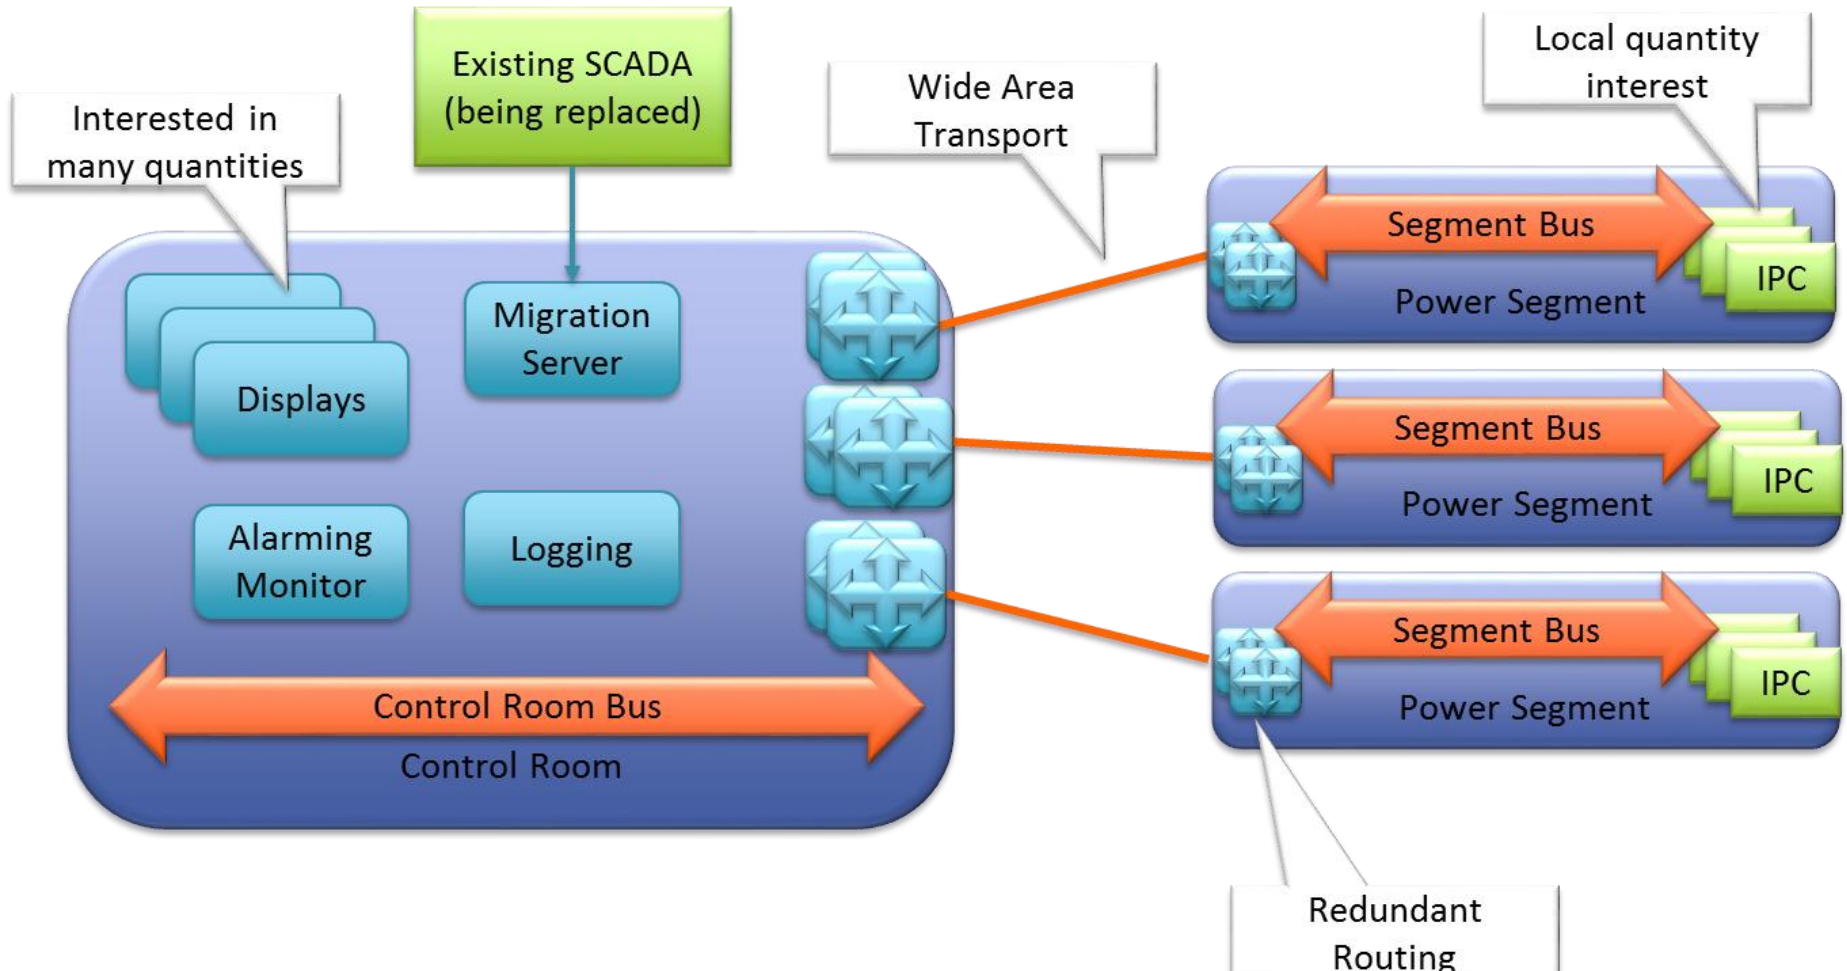 Existing SCADA
(being replaced)
Interested in
many quantities
Wide Area
Transport
Local quantity
interest
Displays
Migration
Server
Alarming
Monitor
Logging
Control Room Bus
Control Room
Segment Bus
Power Segment
IPC
Segment Bus
Power Segment
IPC
Segment Bus
Power Segment
IPC
Redundant
Routing